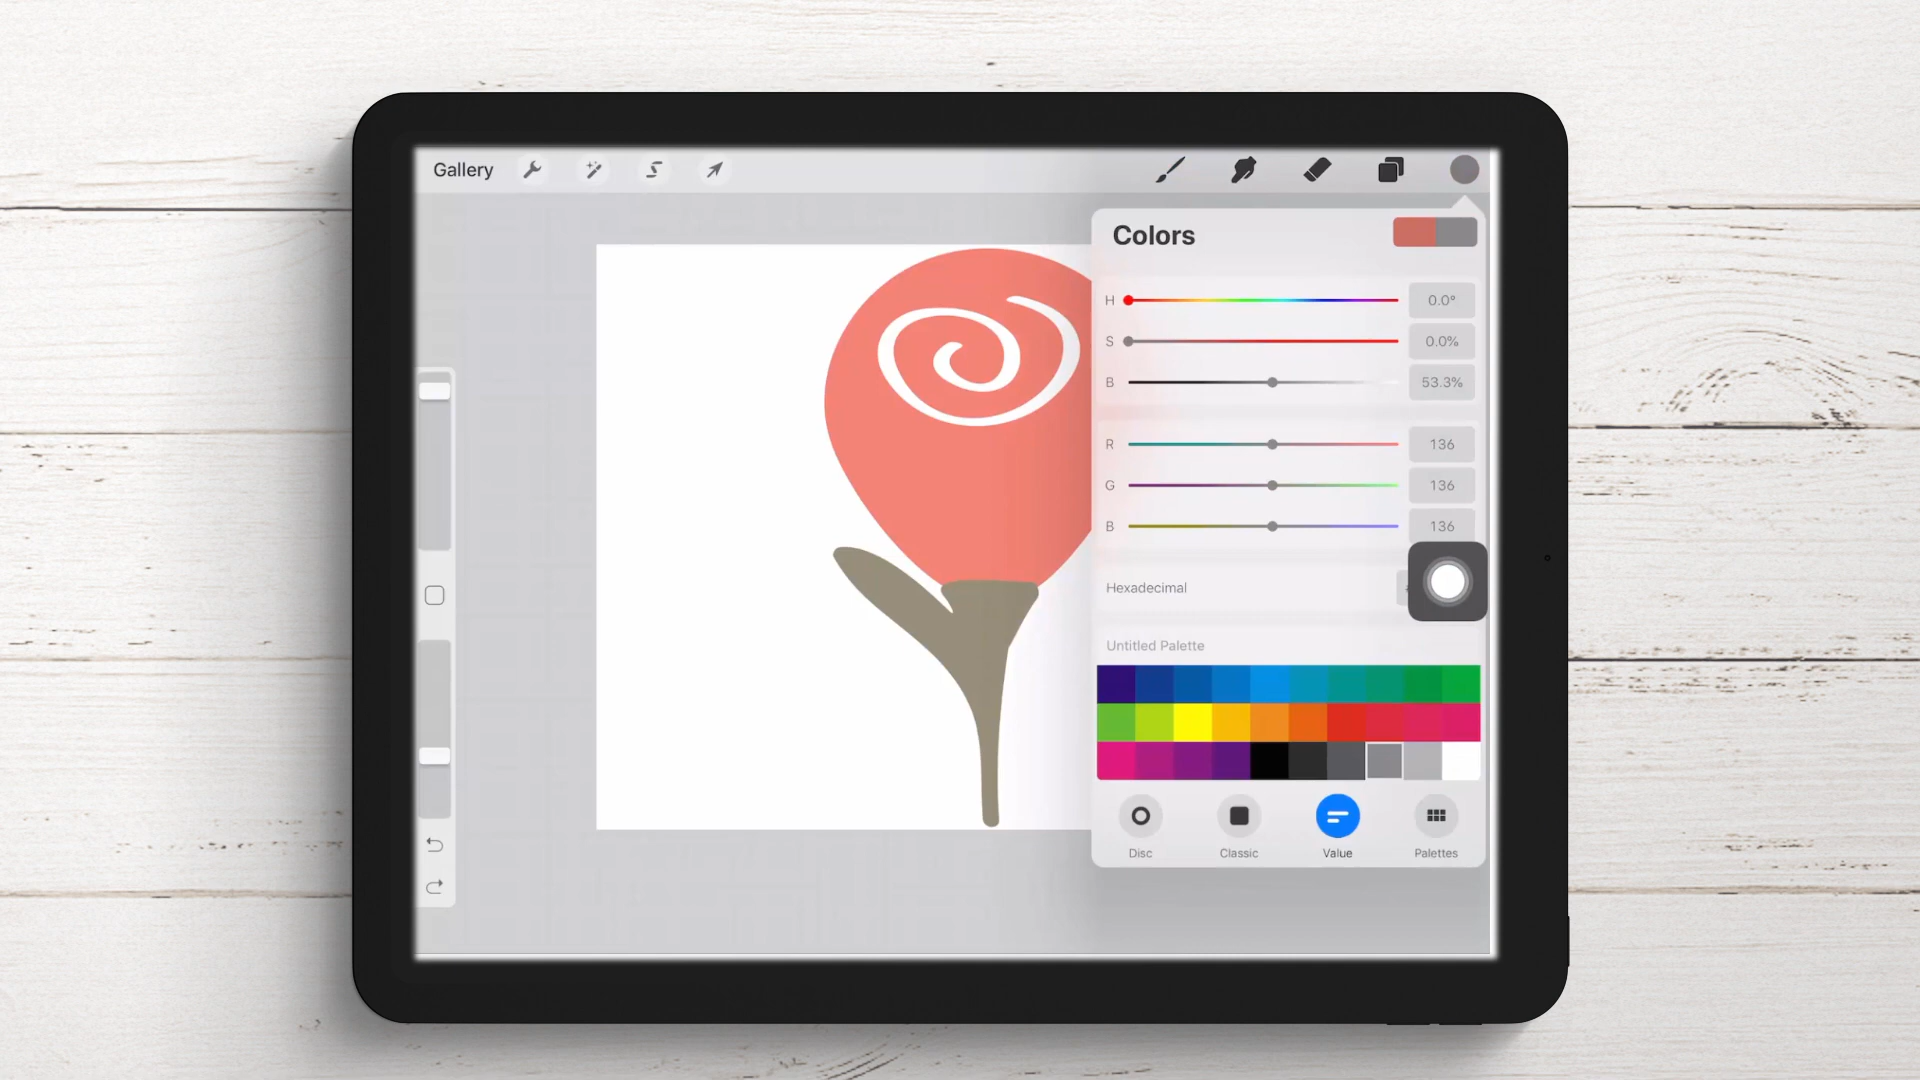 Gallery
Colors
H 0.0°
S 0.0%
B 53.3%
R 136
G 136
B 136
Hexadecimal
Untitled Palette
Disc Classic Value Palettes